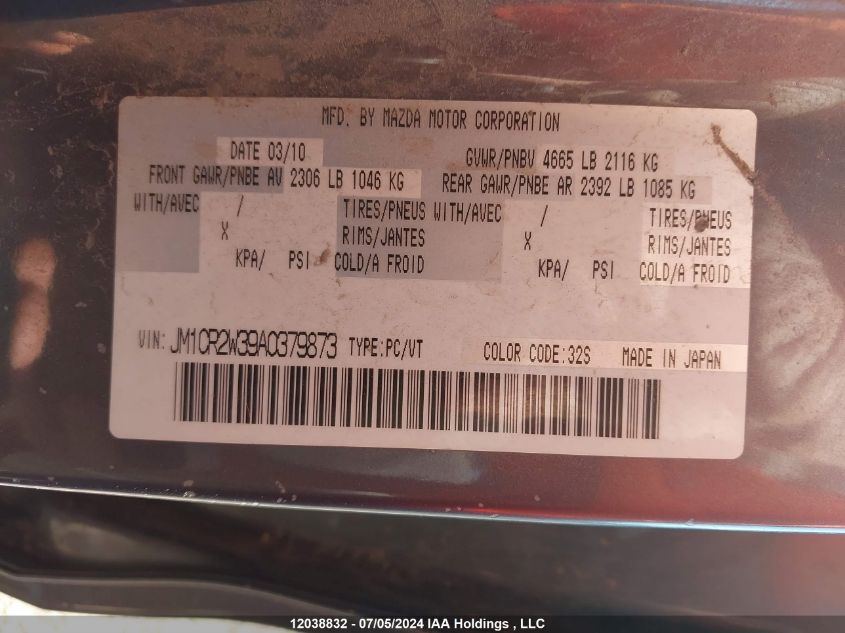 MFD. BY MAZDA MOTOR CORPORATION
DATE 03/10 GVWR/PNBV 4665 LB 2116 KG
FRONT GAWR/PNBE AV 2306 LB 1046 KG REAR GAWR/PNBE AR 2392 LB 1085 KG
WITH/AVEC / TIRES/PNEUS WITH/AVEC / TIRES/PNEUS
X RIMS/JANTES X RIMS/JANTES
KPA/ PSI COLD/A FROID KPA/ PSI COLD/A FROID
VIN: JM1CR2W39A0379873 TYPE:PC/VT COLOR CODE:32S MADE IN JAPAN
12038832 - 07/05/2024 IAA Holdings , LLC